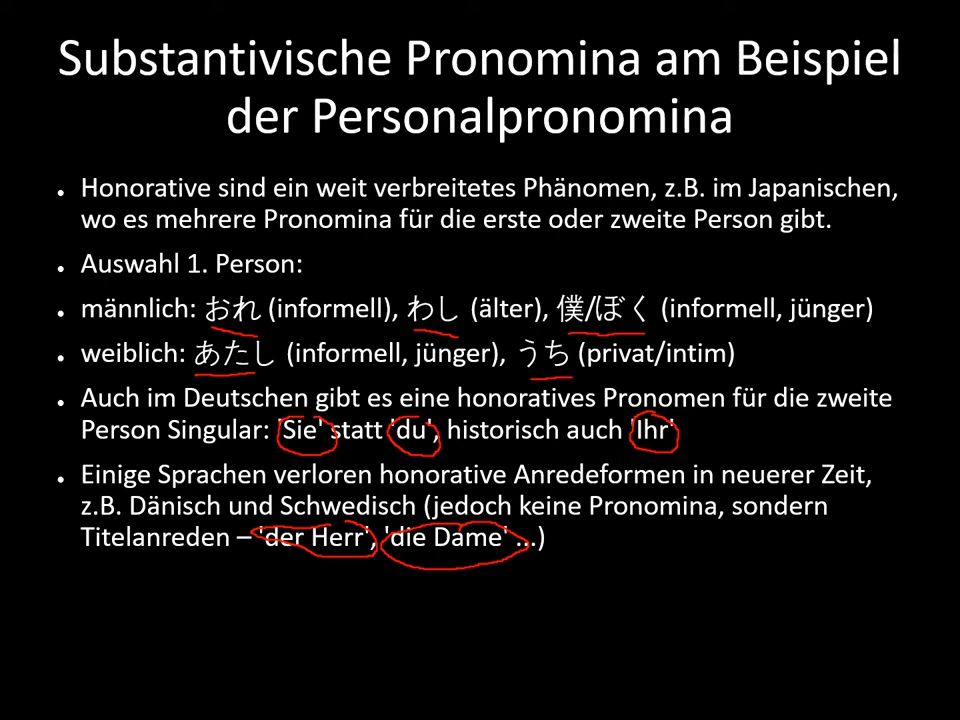 Substantivische Pronomina am Beispiel
der Personalpronomina
● Honorative sind ein weit verbreitetes Phänomen, z.B. im Japanischen,
wo es mehrere Pronomina für die erste oder zweite Person gibt.
● Auswahl 1. Person:
● männlich: おれ (informell), わし (älter), 僕/ぼく (informell, jünger)
● weiblich: あたし (informell, jünger), うち (privat/intim)
● Auch im Deutschen gibt es eine honoratives Pronomen für die zweite
Person Singular: 'Sie' statt 'du', historisch auch 'Ihr'
● Einige Sprachen verloren honorative Anredeformen in neuerer Zeit,
z.B. Dänisch und Schwedisch (jedoch keine Pronomina, sondern
Titelanreden – 'der Herr', 'die Dame' ...)